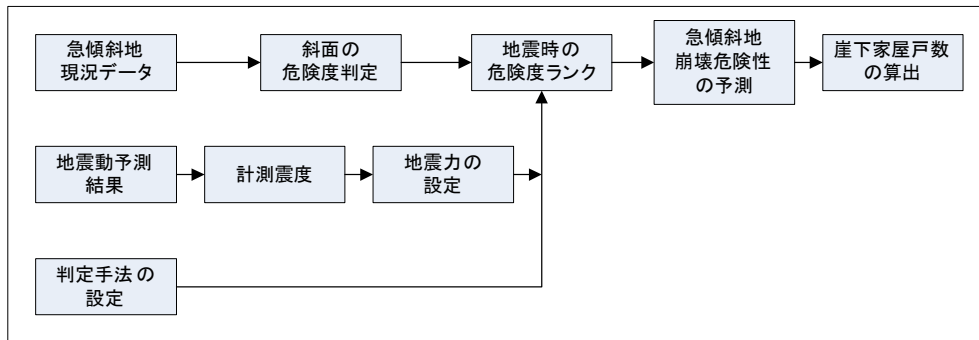 急傾斜地
現況データ
斜面の
危険度判定
地震時の
危険度ランク
急傾斜地
崩壊危険性
の予測
崖下家屋戸数
の算出
地震動予測
結果
計測震度
地震力の
設定
判定手法の
設定